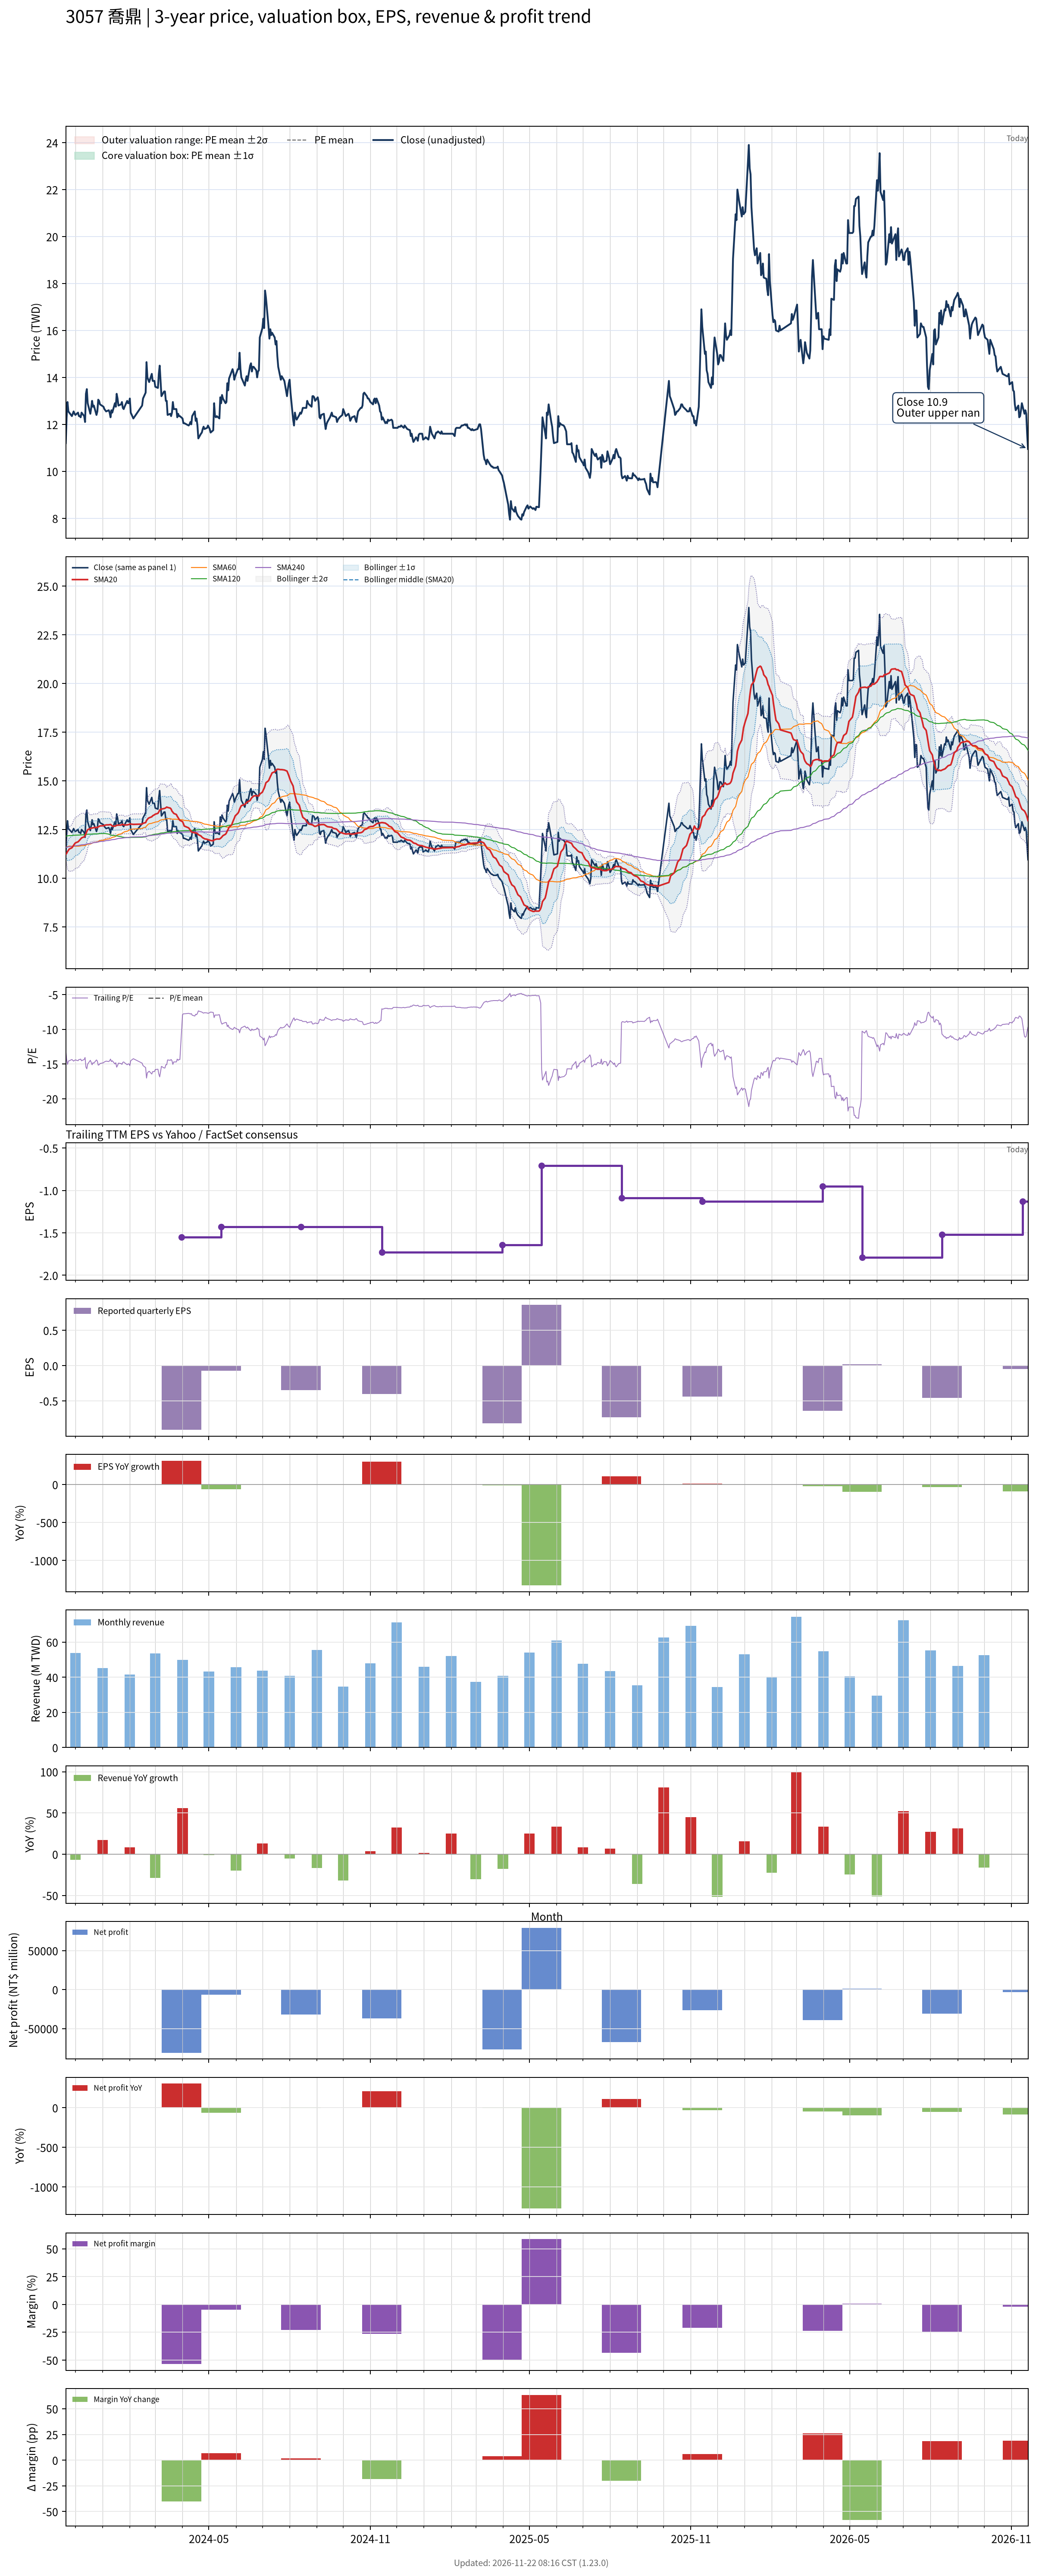 3057 喬鼎 | 3-year price, valuation box, EPS, revenue & profit trend
Outer valuation range: PE mean ±2σ
PE mean
Close (unadjusted)
Core valuation box: PE mean ±1σ
Today
24
22
20
18
16
14
12
10
8
Price (TWD)
Close 10.9
Outer upper nan
Close (same as panel 1)
SMA60
SMA240
Bollinger ±1σ
SMA20
SMA120
Bollinger ±2σ
Bollinger middle (SMA20)
25.0
22.5
20.0
17.5
15.0
12.5
10.0
7.5
Price
Trailing P/E
P/E mean
-5
-10
-15
-20
P/E
Trailing TTM EPS vs Yahoo / FactSet consensus
Today
-0.5
-1.0
-1.5
-2.0
EPS
Reported quarterly EPS
0.5
0.0
-0.5
EPS
EPS YoY growth
0
-500
-1000
YoY (%)
Monthly revenue
60
40
20
0
Revenue (M TWD)
Revenue YoY growth
100
50
0
-50
YoY (%)
Month
Net profit
50000
0
-50000
Net profit (NT$ million)
Net profit YoY
0
-500
-1000
YoY (%)
Net profit margin
50
25
0
-25
-50
Margin (%)
Margin YoY change
50
25
0
-25
-50
Δ margin (pp)
2024-05
2024-11
2025-05
2025-11
2026-05
2026-11
Updated: 2026-11-22 08:16 CST (1.23.0)